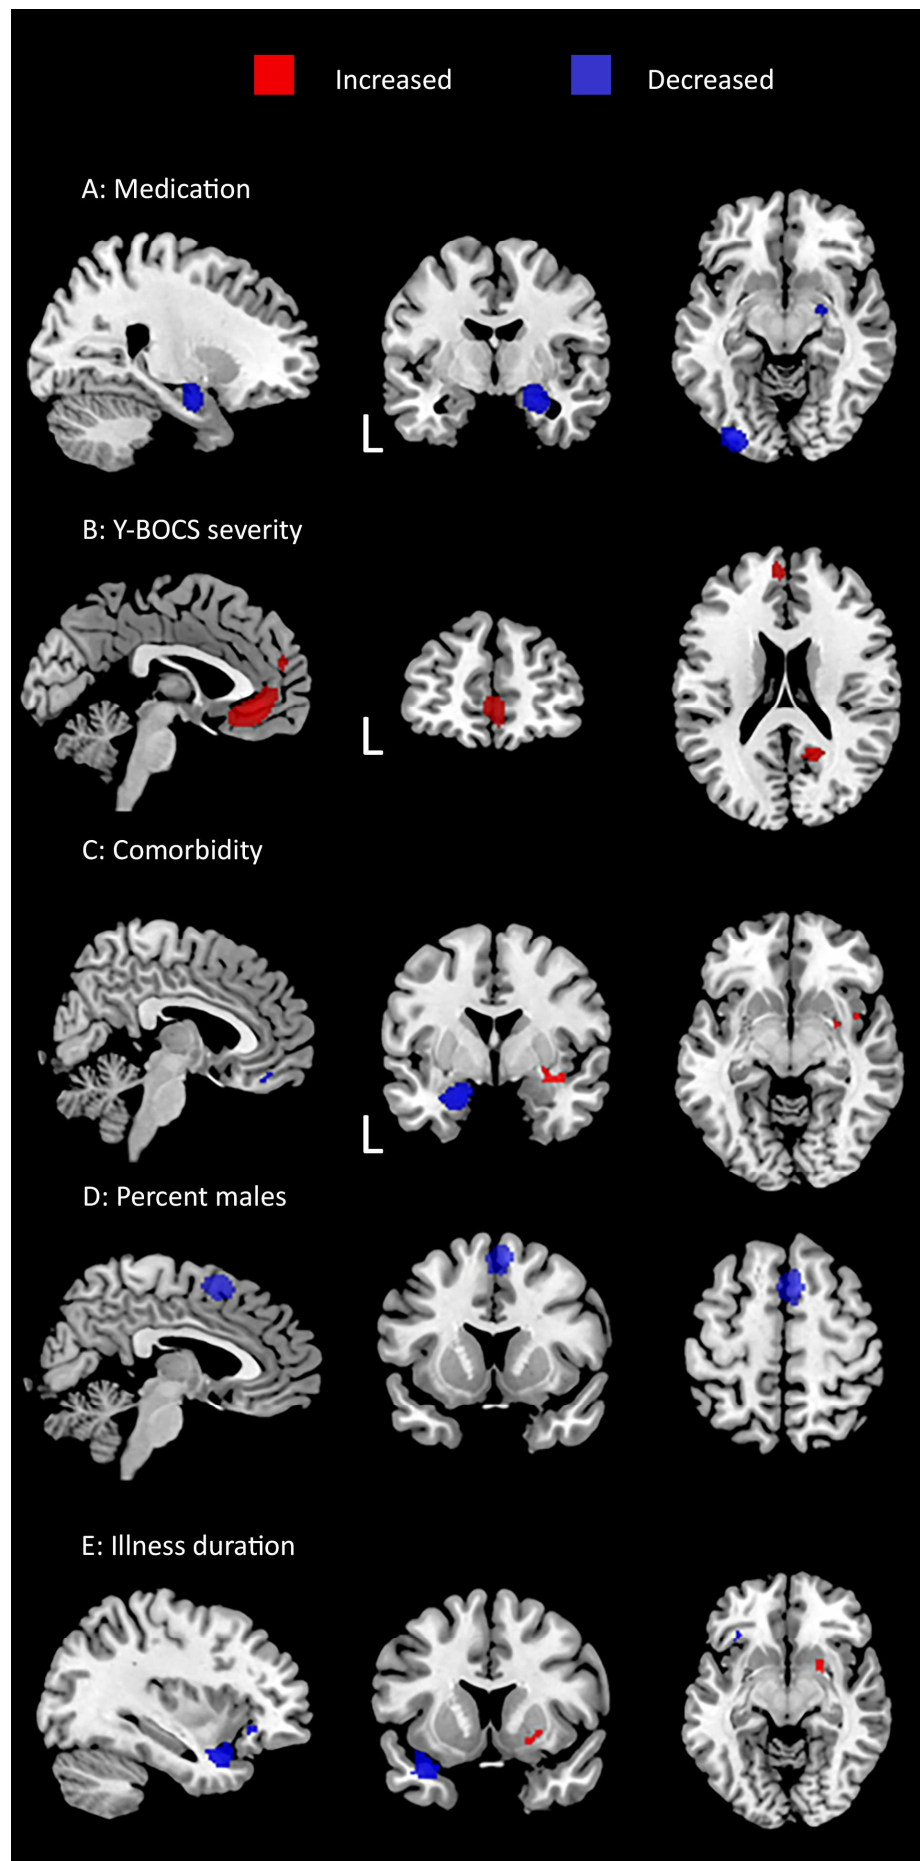 Increased
Decreased
A: Medication
L
B: Y-BOCS severity
L
C: Comorbidity
L
D: Percent males
E: Illness duration